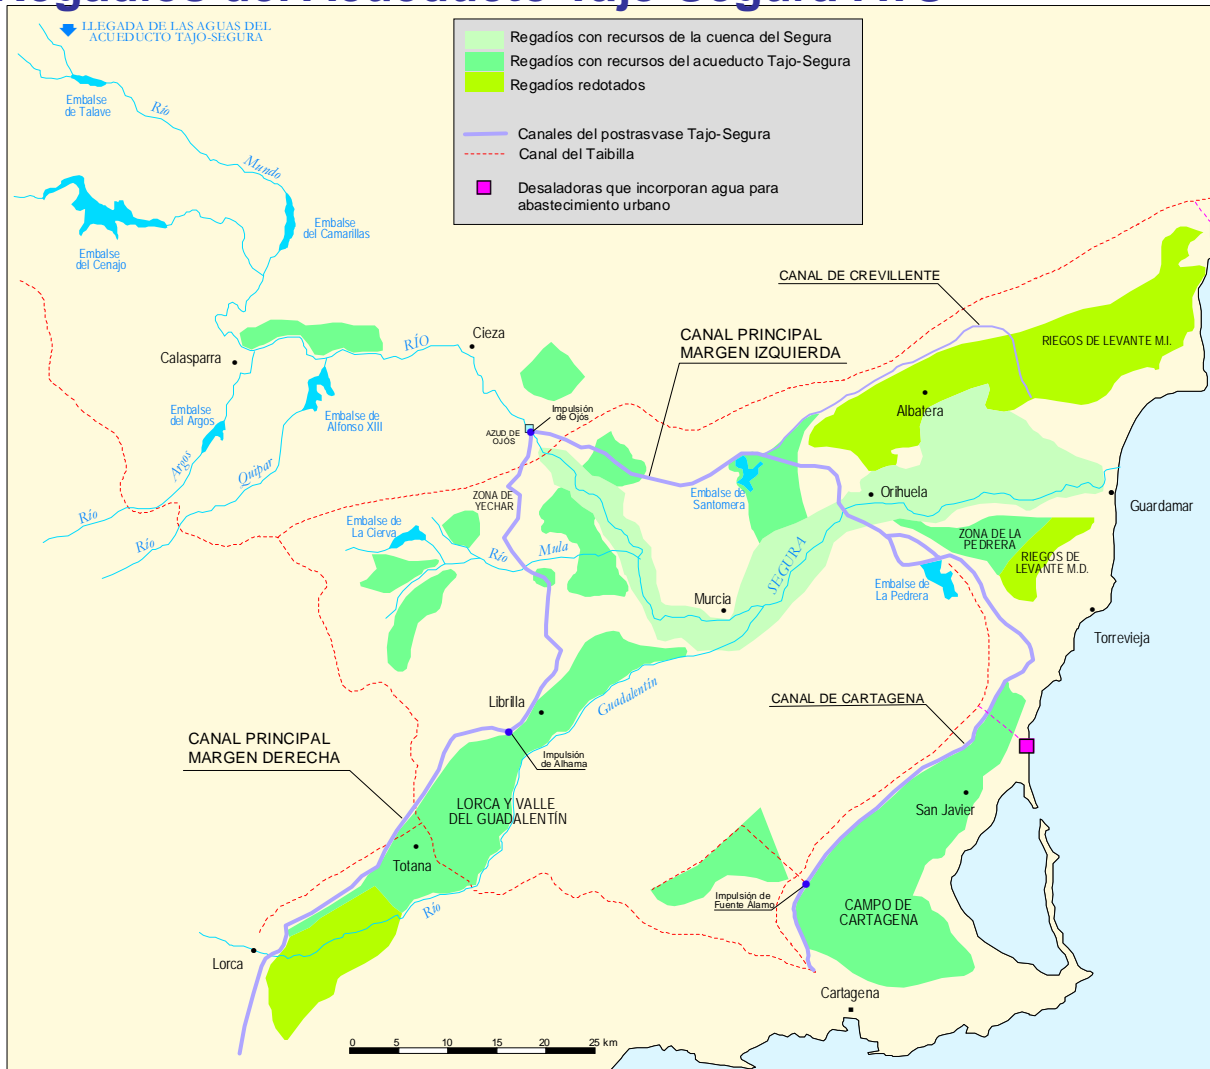 LLEGADA DE LAS AGUAS DEL
ACUEDUCTO TAJO-SEGURA
Regadíos con recursos de la cuenca del Segura
Regadíos con recursos del acueducto Tajo-Segura
Regadíos redotados
Canales del postrasvase Tajo-Segura
Canal del Taibilla
Desaladoras que incorporan agua para
abastecimiento urbano
Embalse
de Talave
Río
Mundo
Embalse
del Cenajo
Embalse
del Camarillas
CANAL DE CREVILLENTE
Calasparra
RÍO
Cieza
CANAL PRINCIPAL
MARGEN IZQUIERDA
RIEGOS DE LEVANTE M.I.
Embalse
del Argos
Embalse de
Alfonso XIII
Impulsión
de Ojós
AZUD DE
OJÓS
Albatera
Argos
Quipar
Río
Río
ZONA DE
YECHAR
Embalse de
Santomera
Orihuela
Guardamar
Embalse de
La Cierva
Río
Mula
SEGURA
ZONA DE LA
PEDRERA
RIEGOS DE
LEVANTE M.D.
Embalse de
La Pedrera
Murcia
Torrevieja
Librilla
Guadalentín
CANAL DE CARTAGENA
CANAL PRINCIPAL
MARGEN DERECHA
Impulsión
de Alhama
LORCA Y VALLE
DEL GUADALENTÍN
San Javier
Totana
Impulsión de
Fuente Álamo
CAMPO DE
CARTAGENA
Río
Lorca
Cartagena
0 5 10 15 20 25 km